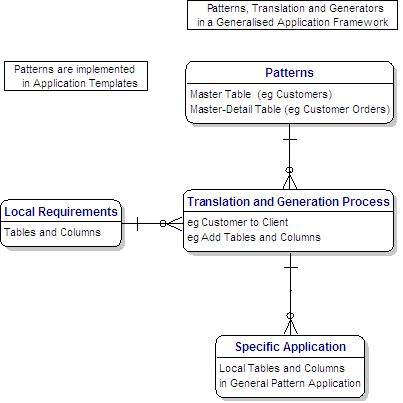 Patterns, Translation and Generators
in a Generalised Application Framework
Patterns are implemented
in Application Templates
Patterns
Master Table (eg Customers)
Master-Detail Table (eg Customer Orders)
Local Requirements
Tables and Columns
Translation and Generation Process
eg Customer to Client
eg Add Tables and Columns
Specific Application
Local Tables and Columns
in General Pattern Application